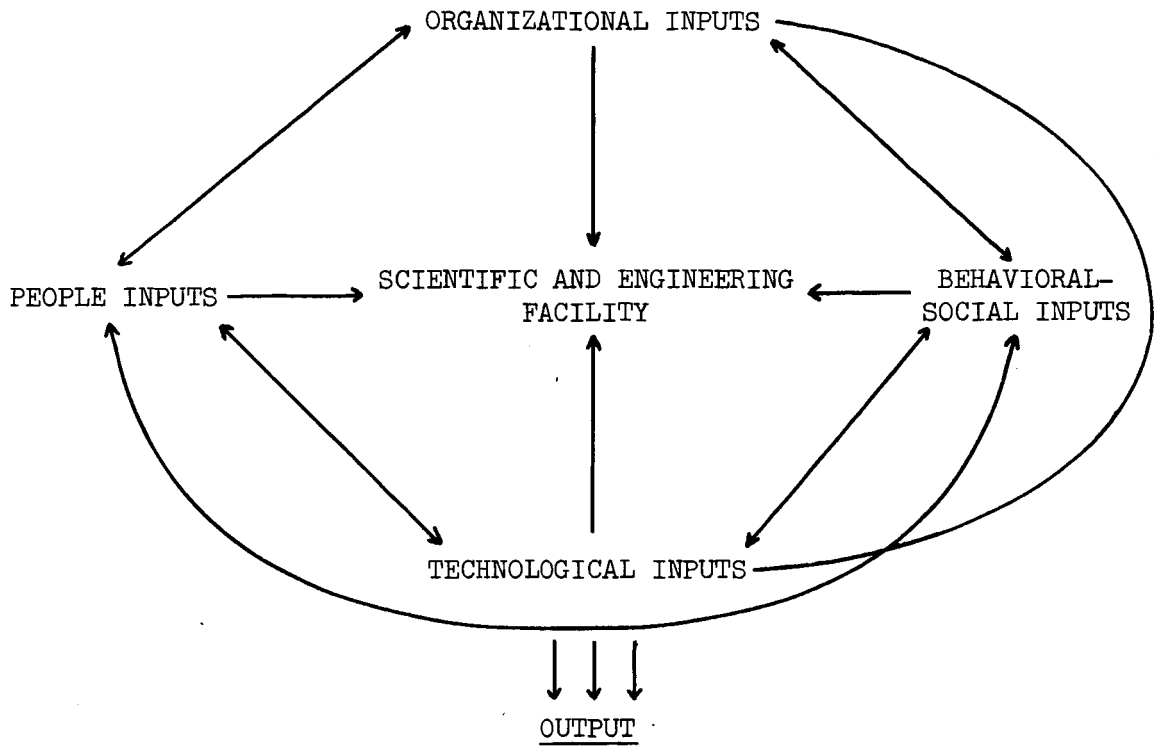 ORGANIZATIONAL INPUTS
PEOPLE INPUTS
SCIENTIFIC AND ENGINEERING
FACILITY
BEHAVIORAL-
SOCIAL INPUTS
TECHNOLOGICAL INPUTS
OUTPUT